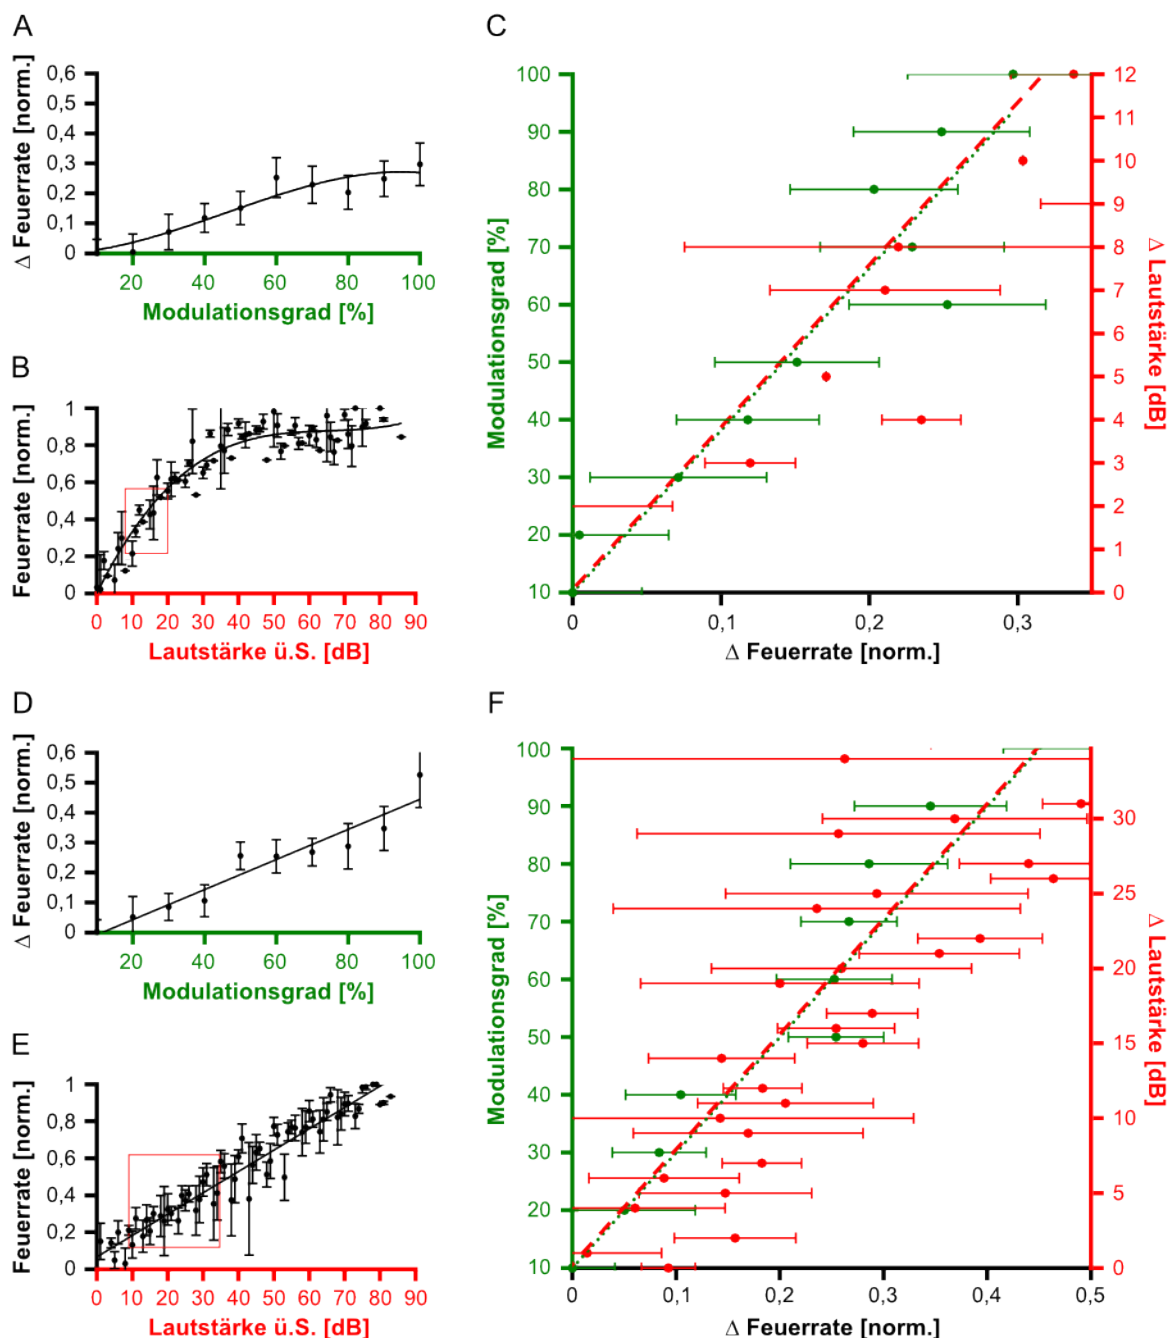 A
Δ Feuerrate [norm.]
0,6
0,5
0,4
0,3
0,2
0,1
0
20 40 60 80 100
Modulationsgrad [%]
B
Feuerrate [norm.]
1
0,8
0,6
0,4
0,2
0
0 10 20 30 40 50 60 70 80 90
Lautstärke ü.S. [dB]
C
Modulationsgrad [%]
100
90
80
70
60
50
40
30
20
10
0 0,1 0,2 0,3
Δ Feuerrate [norm.]
12
11
10
9
8
7
6
5
4
3
2
1
0
Δ Lautstärke [dB]
D
Δ Feuerrate [norm.]
0,6
0,5
0,4
0,3
0,2
0,1
0
20 40 60 80 100
Modulationsgrad [%]
E
Feuerrate [norm.]
1
0,8
0,6
0,4
0,2
0
0 10 20 30 40 50 60 70 80 90
Lautstärke ü.S. [dB]
F
Modulationsgrad [%]
100
90
80
70
60
50
40
30
20
10
0 0,1 0,2 0,3 0,4 0,5
Δ Feuerrate [norm.]
30
25
20
15
10
5
0
Δ Lautstärke [dB]